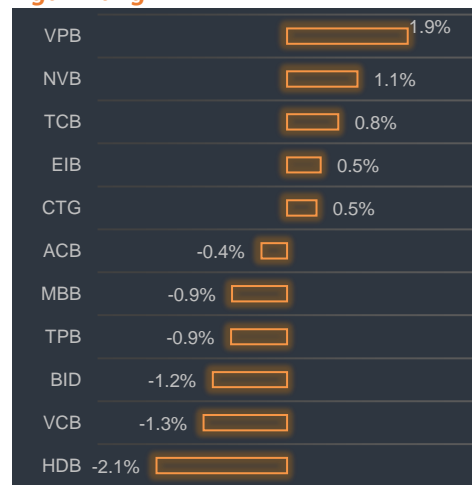 VPB 1.9%
NVB 1.1%
TCB 0.8%
EIB 0.5%
CTG 0.5%
ACB -0.4%
MBB -0.9%
TPB -0.9%
BID -1.2%
VCB -1.3%
HDB -2.1%